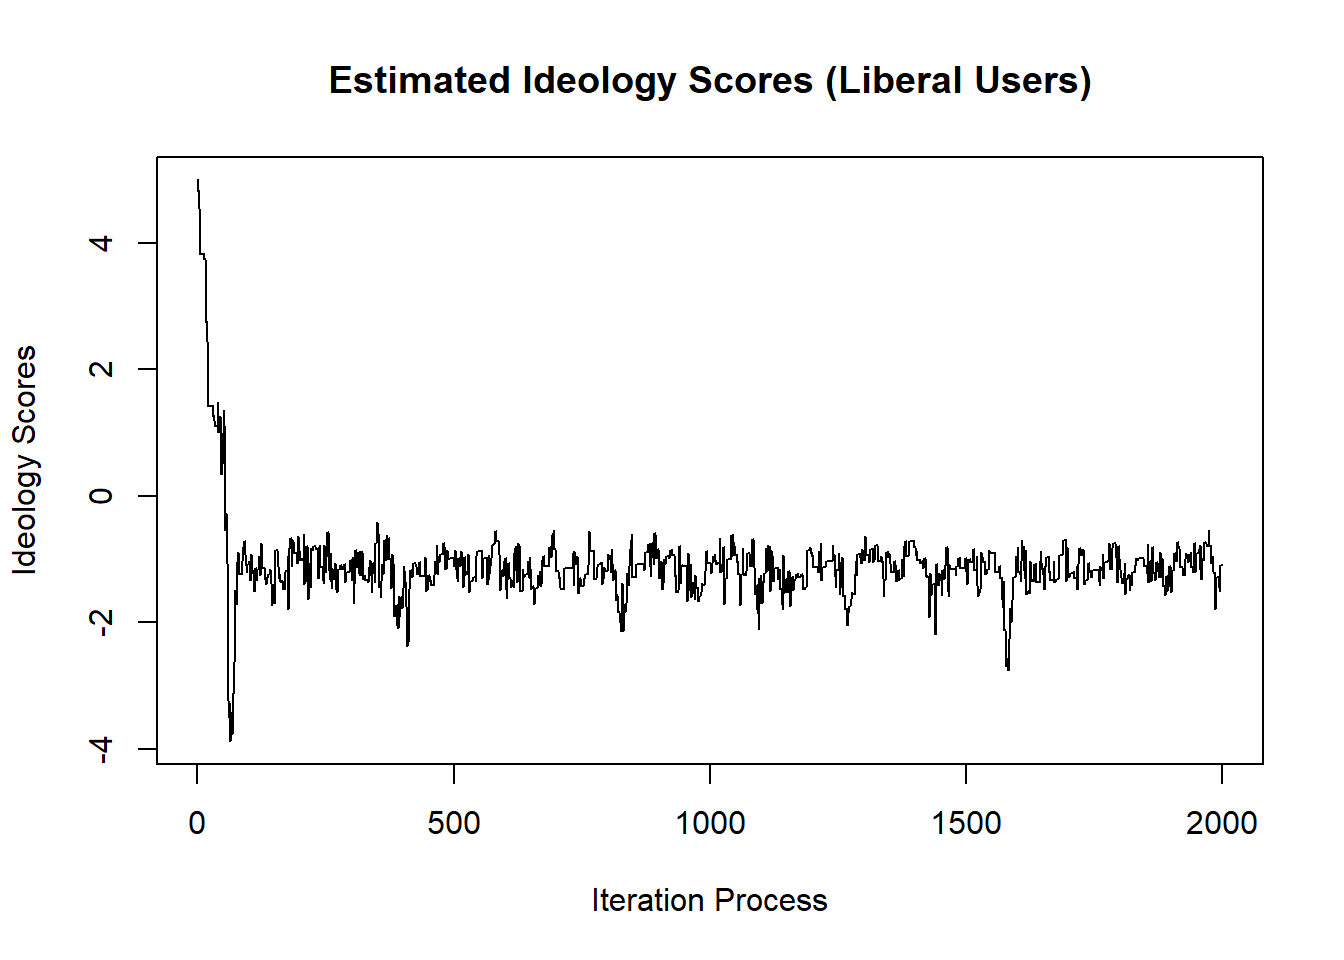 Estimated Ideology Scores (Liberal Users)
4
2
0
-2
-4
Ideology Scores
0 500 1000 1500 2000
Iteration Process